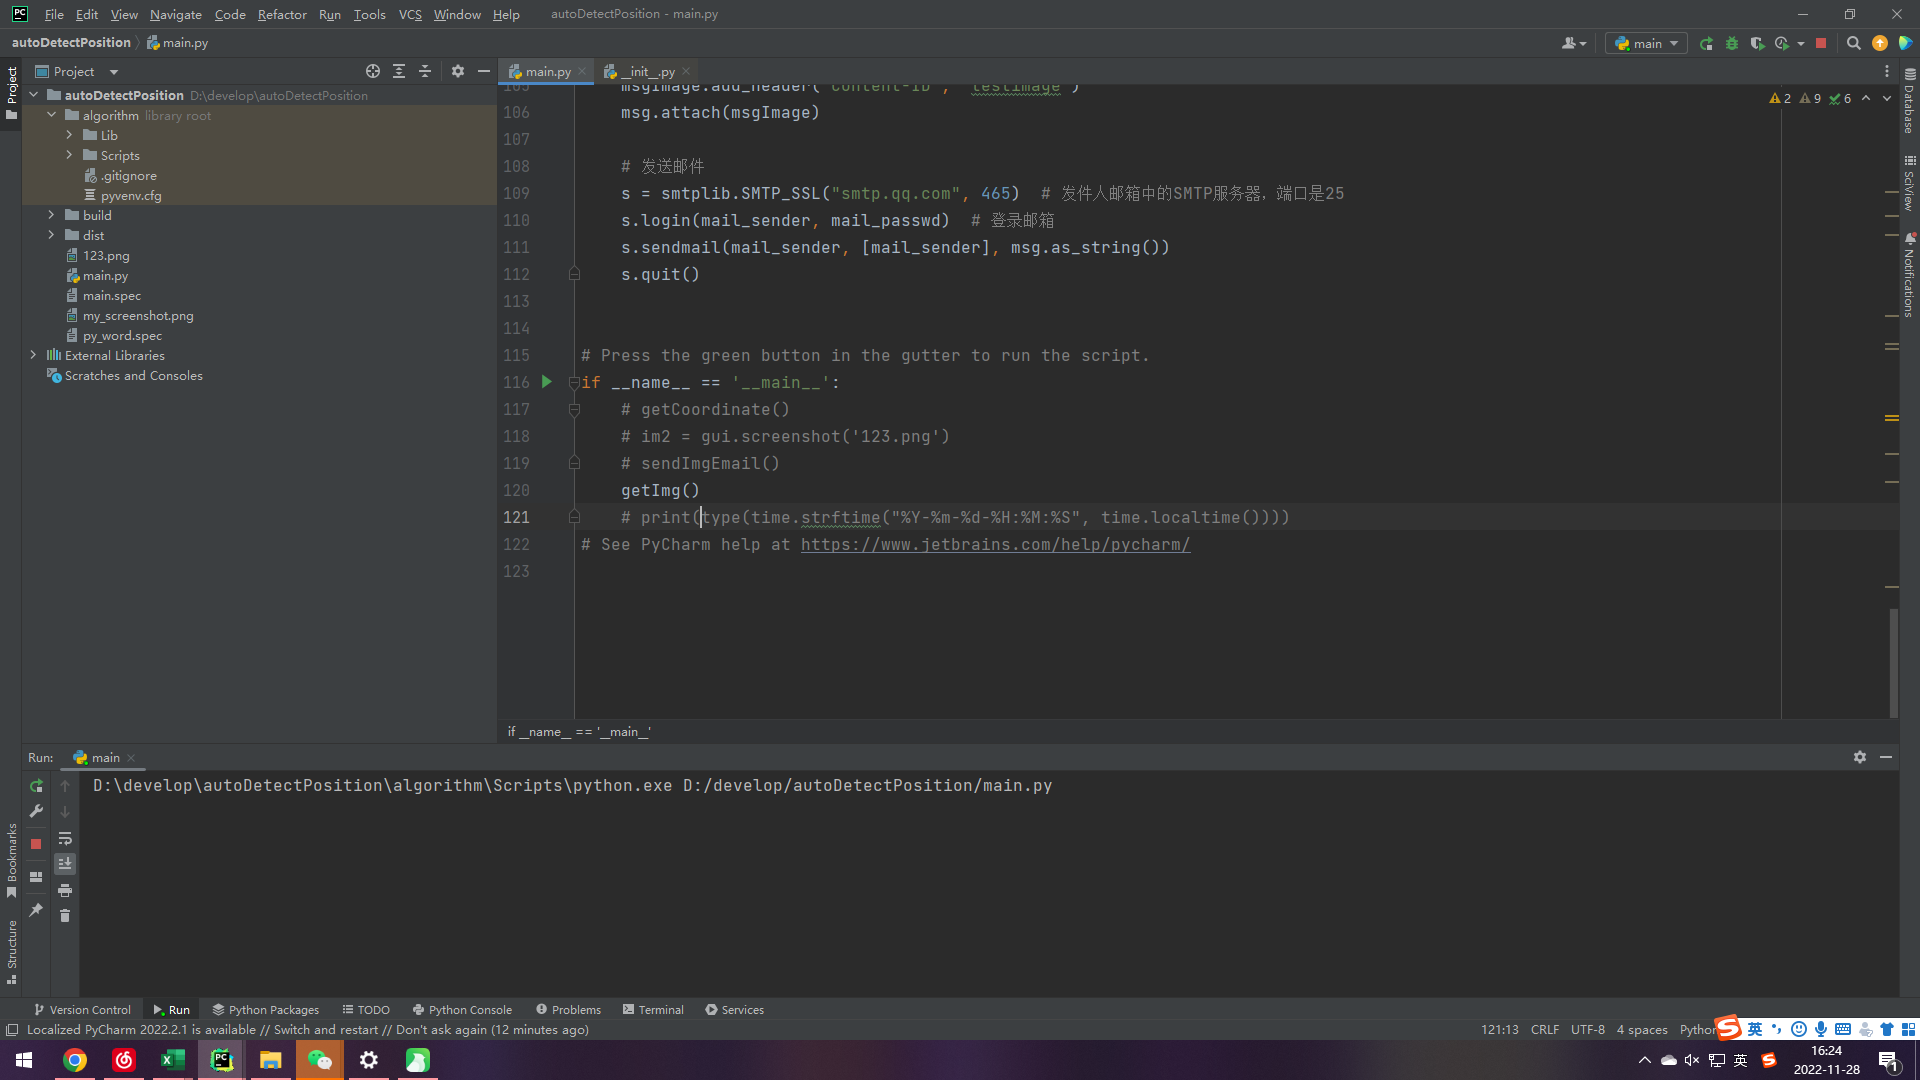 File Edit View Navigate Code Refactor Run Tools VCS Window Help autoDetectPosition - main.py
autoDetectPosition main.py
main
Project
Project
main.py
__init__.py
autoDetectPosition D:\develop\autoDetectPosition
algorithm library root
Lib
Scripts
.gitignore
pyvenv.cfg
build
dist
123.png
main.py
main.spec
my_screenshot.png
py_word.spec
External Libraries
Scratches and Consoles
2 9 6
105 msgImage.add_header('Content-ID', 'testimage')
106 msg.attach(msgImage)
107
108 # 发送邮件
109 s = smtplib.SMTP_SSL("smtp.qq.com", 465) # 发件人邮箱中的SMTP服务器，端口是25
110 s.login(mail_sender, mail_passwd) # 登录邮箱
111 s.sendmail(mail_sender, [mail_sender], msg.as_string())
112 s.quit()
113
114
115 # Press the green button in the gutter to run the script.
116 if __name__ == '__main__':
117 # getCoordinate()
118 # im2 = gui.screenshot('123.png')
119 # sendImgEmail()
120 getImg()
121 # print(type(time.strftime("%Y-%m-%d-%H:%M:%S", time.localtime())))
122 # See PyCharm help at https://www.jetbrains.com/help/pycharm/
123
if __name__ == '__main__'
Database
SciView
Notifications
Run: main
D:\develop\autoDetectPosition\algorithm\Scripts\python.exe D:/develop/autoDetectPosition/main.py
Bookmarks
Structure
Version Control Run Python Packages TODO Python Console Problems Terminal Services
Localized PyCharm 2022.2.1 is available // Switch and restart // Don't ask again (12 minutes ago)
121:13 CRLF UTF-8 4 spaces Python
英
英
16:24
2022-11-28
1